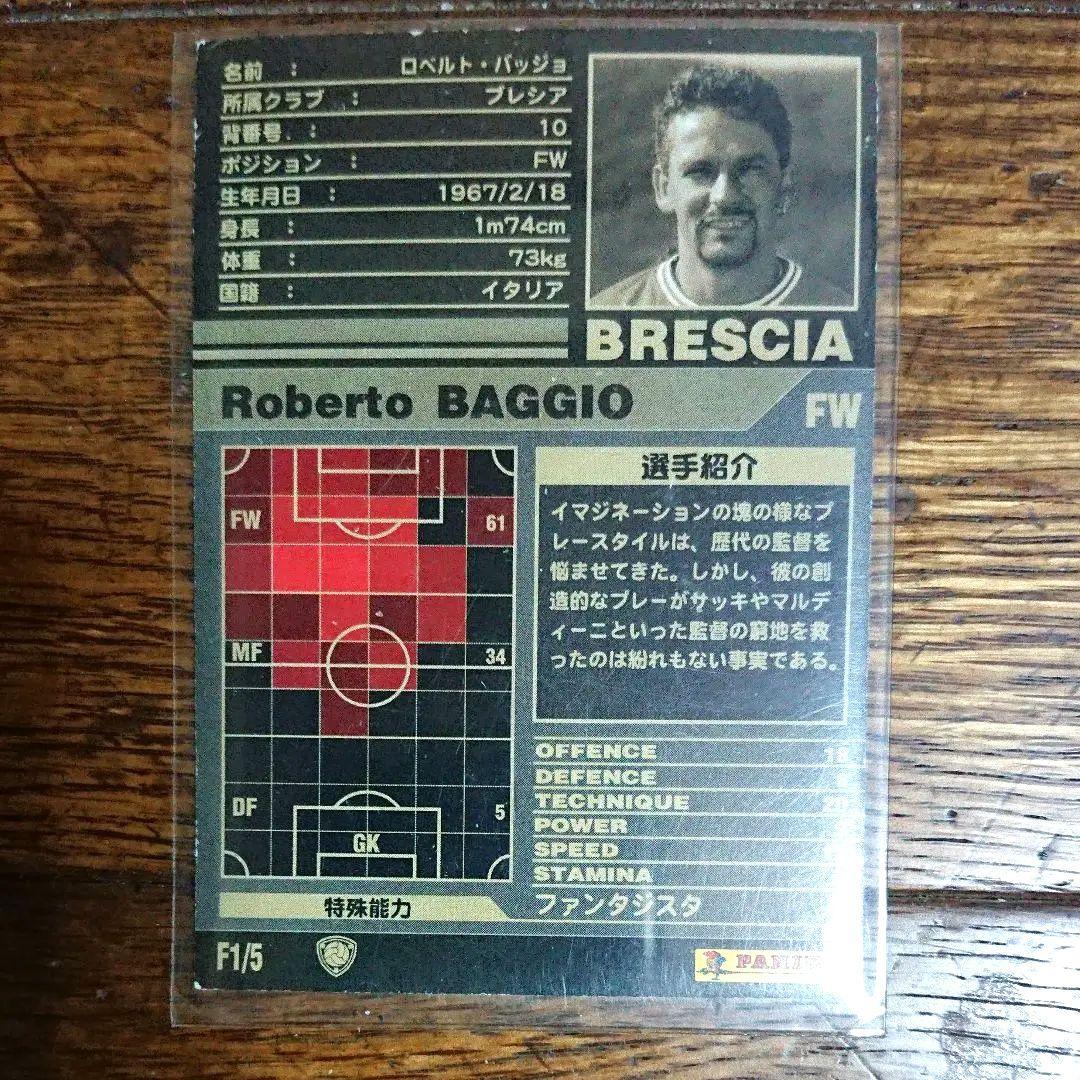 名前 : ロベルト・バッジョ
所属クラブ : ブレシア
背番号 : 10
ポジション : FW
生年月日 : 1967/2/18
身長 : 1m74cm
体重 : 73kg
国籍 : イタリア
BRESCIA
Roberto BAGGIO
FW
FW 61
MF 34
DF 5
GK
選手紹介
イマジネーションの塊の様なプ
レースタイルは、歴代の監督を
悩ませてきた。しかし、彼の創
造的なプレーがサッキやマルデ
ィーニといった監督の窮地を救
ったのは紛れもない事実である。
OFFENCE 18
DEFENCE
TECHNIQUE 20
POWER
SPEED
STAMINA
特殊能力 ファンタジスタ
F1/5
PANINI